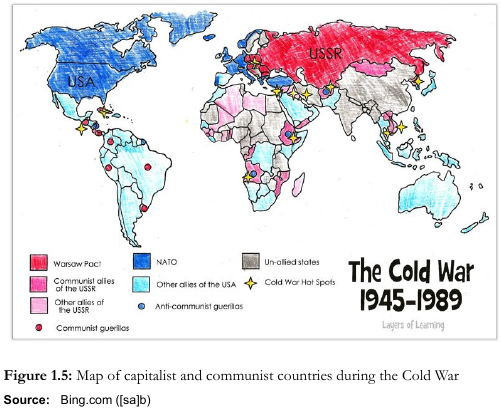 USSR
USA
Warsaw Pact
NATO
Un-allied states
Communist allies
of the USSR
Other allies of the USA
Cold War Hot Spots
Other allies of
the USSR
Anti-communist guerillas
Communist guerillas
The Cold War
1945-1989
Layers of Learning
Figure 1.5: Map of capitalist and communist countries during the Cold War
Source: Bing.com ([sa]b)